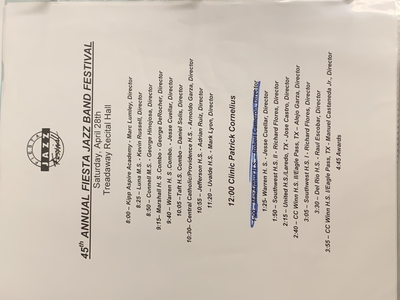 FIESTA
JAZZ
Festival
45th ANNUAL FIESTA JAZZ BAND FESTIVAL
Saturday, April 28th
Treadaway Recital Hall
8:00 – Kipp Aspire Academy - Marc Lumley, Director
8:25 – Luna M.S. - Kevin Russell, Director
8:50 – Connell M.S. - George Hinojosa, Director
9:15- Marshall H.S. Combo - George DeRocher, Director
9:40 – Warren H.S. Combo - Jesse Cuellar, Director
10:05 – Taft H.S. Combo – Daniel Solis, Director
10:30- Central Catholic/Providence H.S - Arnoldo Garza, Director
10:55 – Jefferson H.S. - Adrian Ruiz, Director
11:20 – Uvalde H.S. - Mark Lyon, Director
12:00 Clinic Patrick Cornelius
1:25- Warren H.S. - Jesse Cuellar, Director
1:50 – Southwest H.S. II - Richard Flores, Director
2:15 – United H.S./Laredo, TX - Jose Castro, Director
2:40 – CC Winn H.S. II/Eagle Pass, TX - Alejo Garza, Director
3:05 – Southwest H.S. I - Richard Flores, Director
3:30 – Del Rio H.S. - Raul Escobar, Director
3:55 – CC Winn H.S. I/Eagle Pass, TX - Manuel Castaneda Jr., Director
4:45 Awards